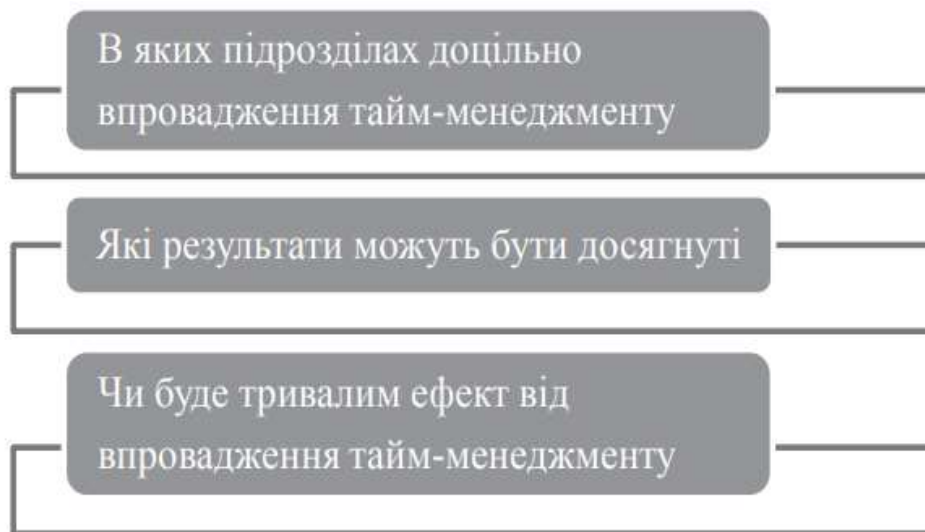 В яких підрозділах доцільно
впровадження тайм-менеджменту
Які результати можуть бути досягнуті
Чи буде тривалим ефект від
впровадження тайм-менеджменту